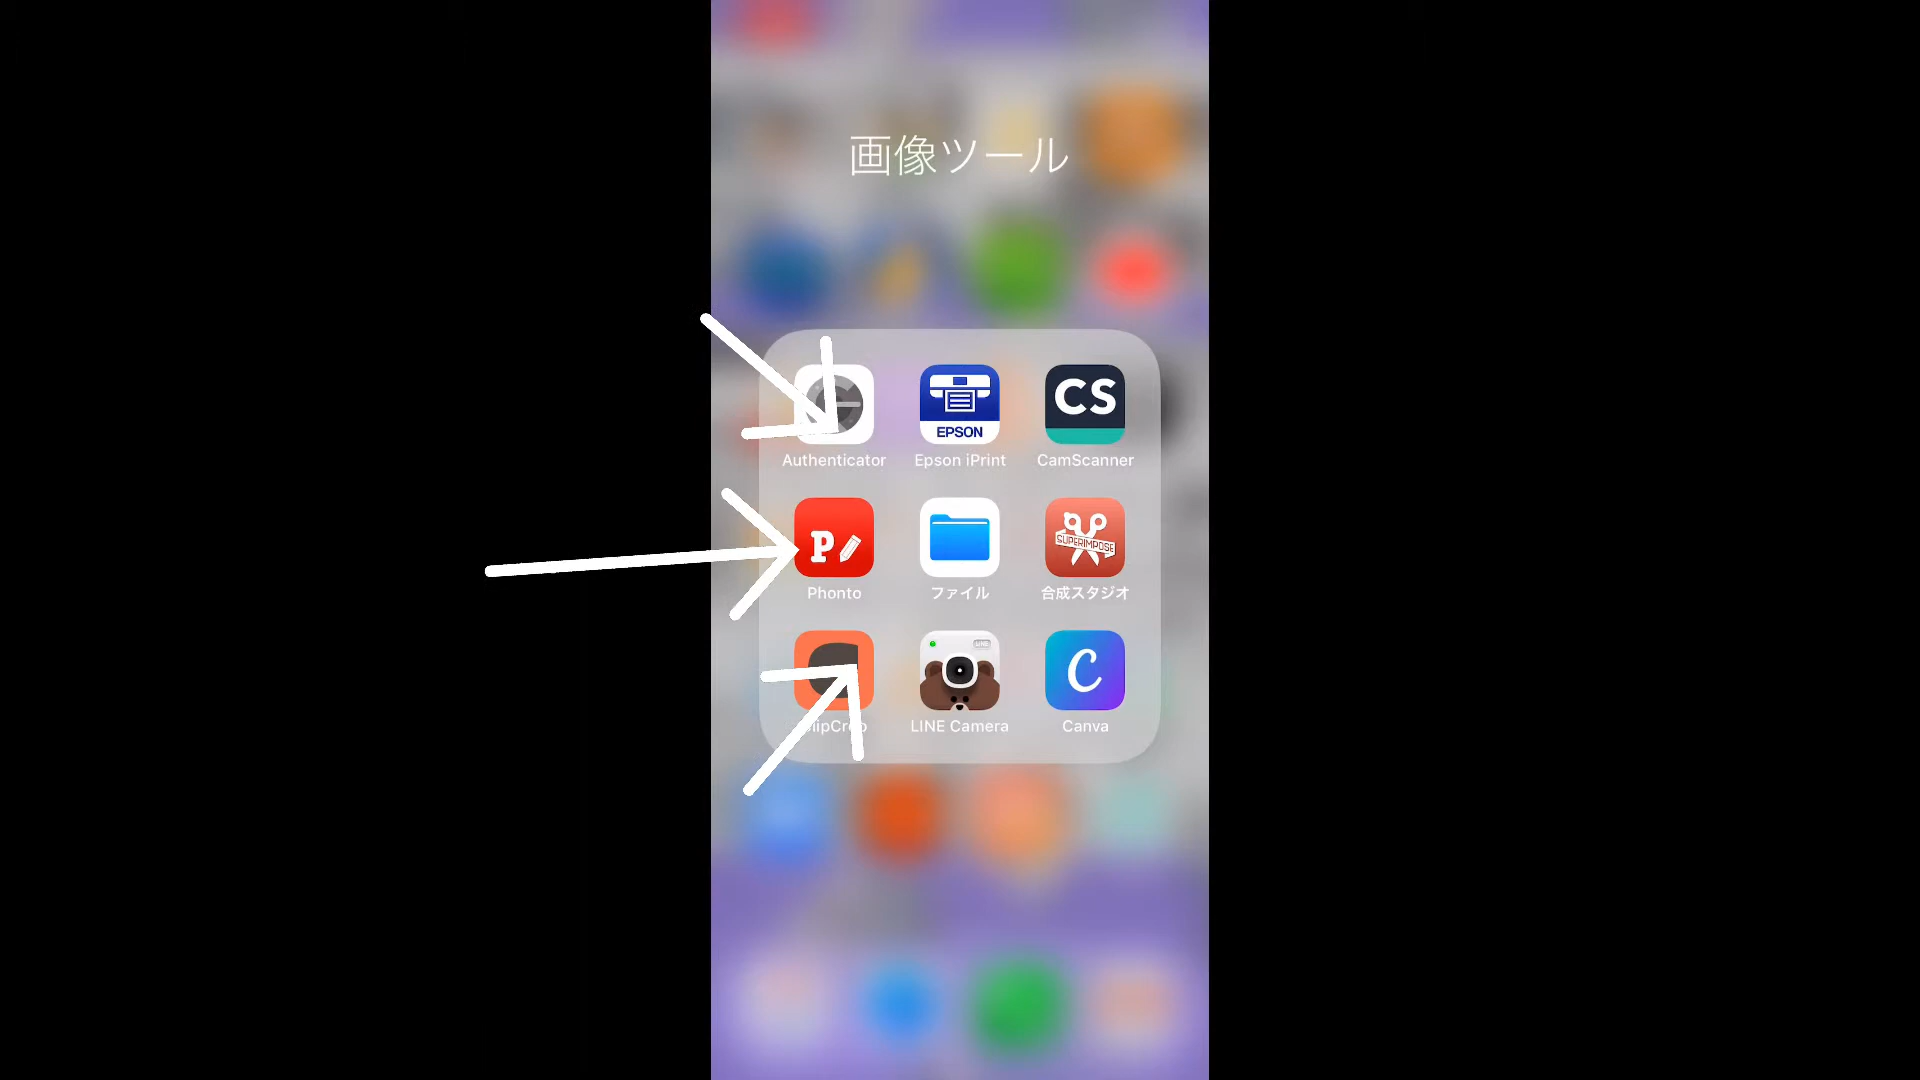 画像ツール
EPSON
CS
Authenticator
Epson iPrint
CamScanner
P
SUPERIMPOSE
Phonto
ファイル
合成スタジオ
LINE
C
LINE Camera
Canva